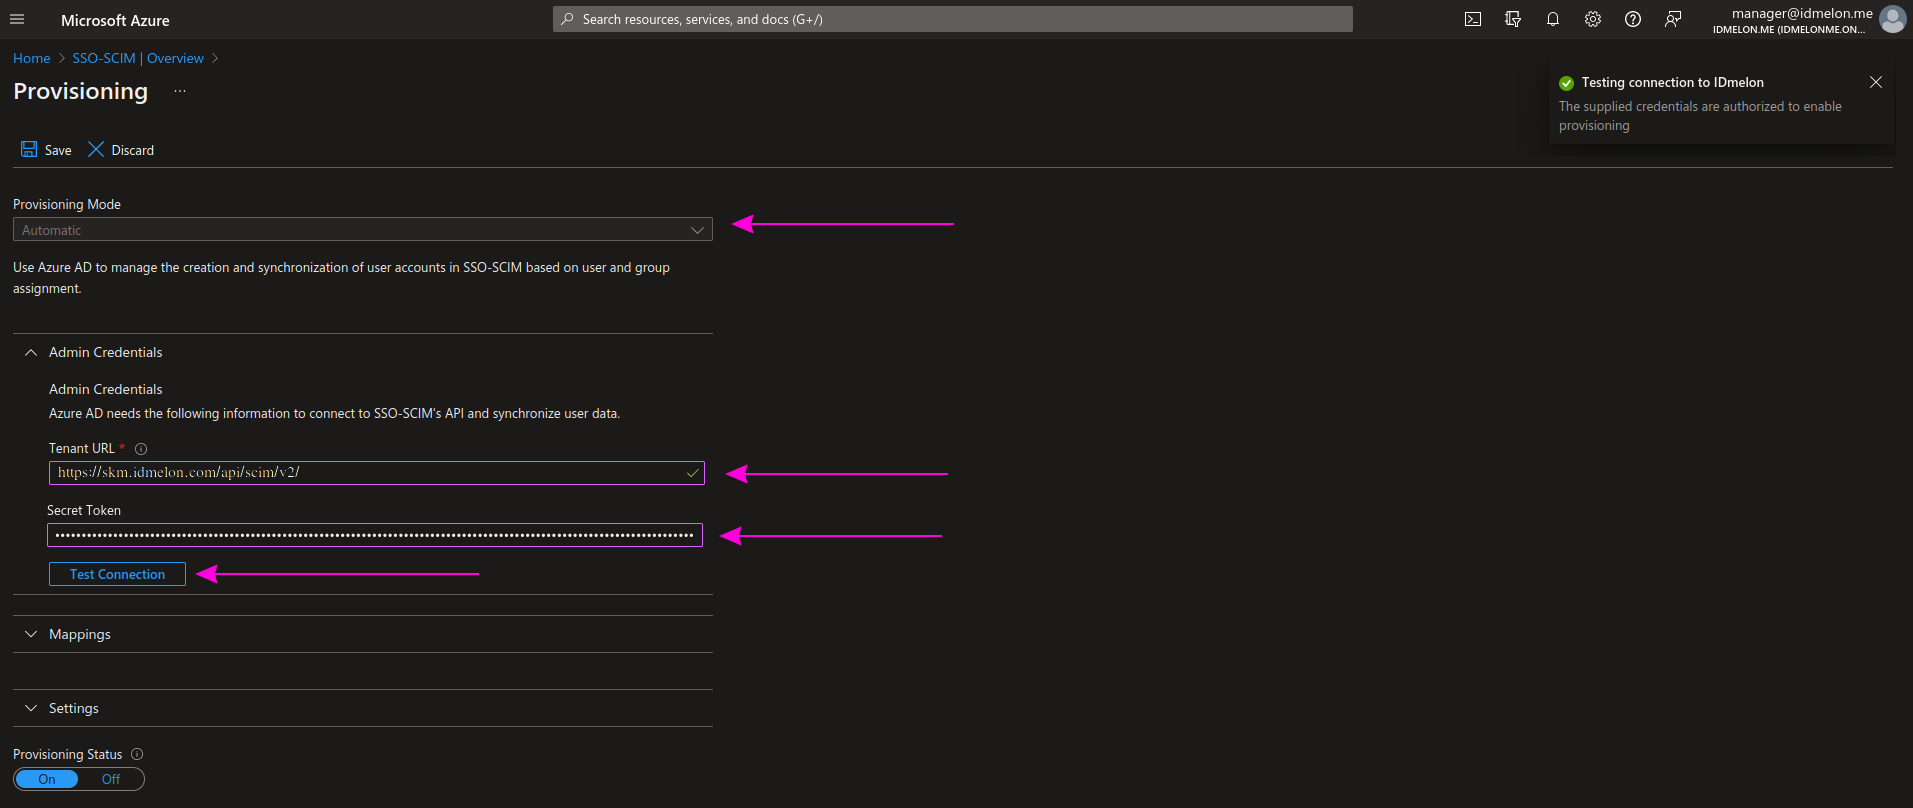 Microsoft Azure
Search resources, services, and docs (G+/)
manager@idmelon.me
IDMELON.ME (IDMELONME.ON...
Home > SSO-SCIM | Overview >
Provisioning ...
Testing connection to IDmelon
The supplied credentials are authorized to enable
provisioning
Save Discard
Provisioning Mode
Automatic
Use Azure AD to manage the creation and synchronization of user accounts in SSO-SCIM based on user and group
assignment.
Admin Credentials
Admin Credentials
Azure AD needs the following information to connect to SSO-SCIM's API and synchronize user data.
Tenant URL *
https://skm.idmelon.com/api/scim/v2/
Secret Token
Test Connection
Mappings
Settings
Provisioning Status
On Off